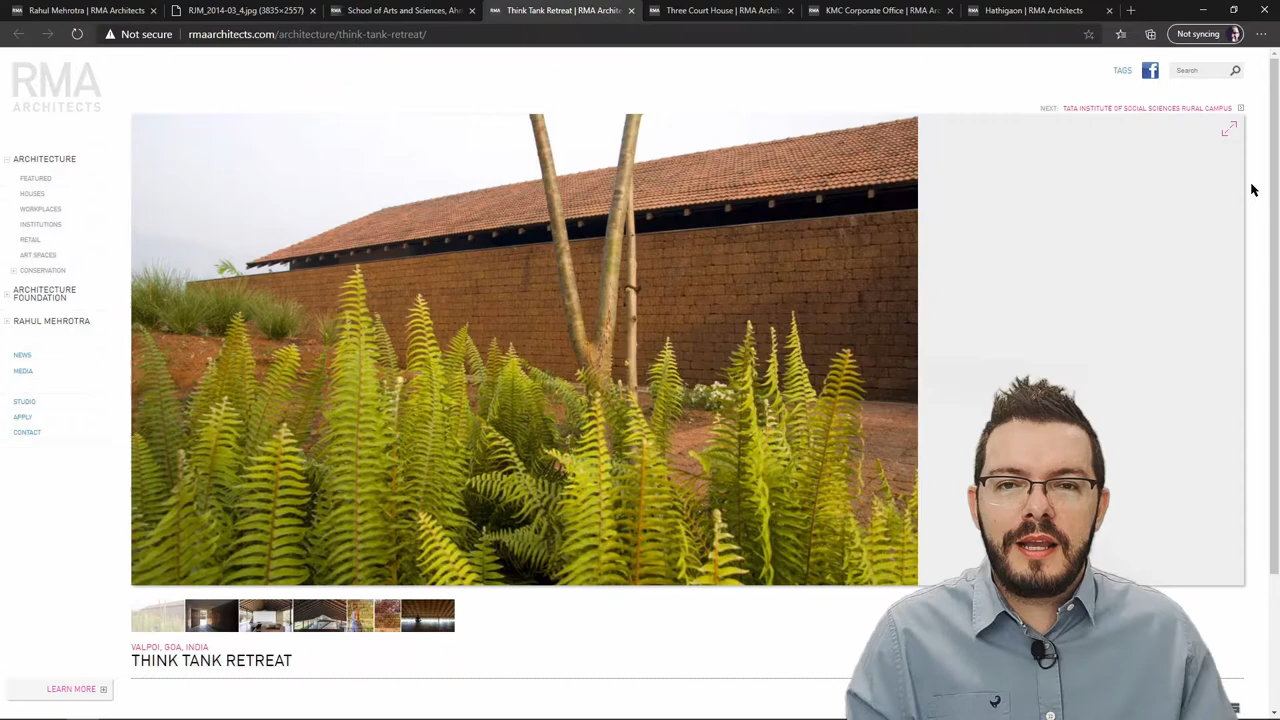 Rahul Mehrotra | RMA Architects
RJM_2014-03_4.jpg (3835×2557)
School of Arts and Sciences, Ahm
Think Tank Retreat | RMA Archite
Three Court House | RMA Architec
KMC Corporate Office | RMA Arch
Hathigaon | RMA Architects
Not secure
rmaarchitects.com/architecture/think-tank-retreat/
Not syncing
RMA
ARCHITECTS
TAGS
Search
NEXT: TATA INSTITUTE OF SOCIAL SCIENCES RURAL CAMPUS
ARCHITECTURE
FEATURED
HOUSES
WORKPLACES
INSTITUTIONS
RETAIL
ART SPACES
CONSERVATION
ARCHITECTURE
FOUNDATION
RAHUL MEHROTRA
NEWS
MEDIA
STUDIO
APPLY
CONTACT
VALPOI, GOA, INDIA
THINK TANK RETREAT
LEARN MORE